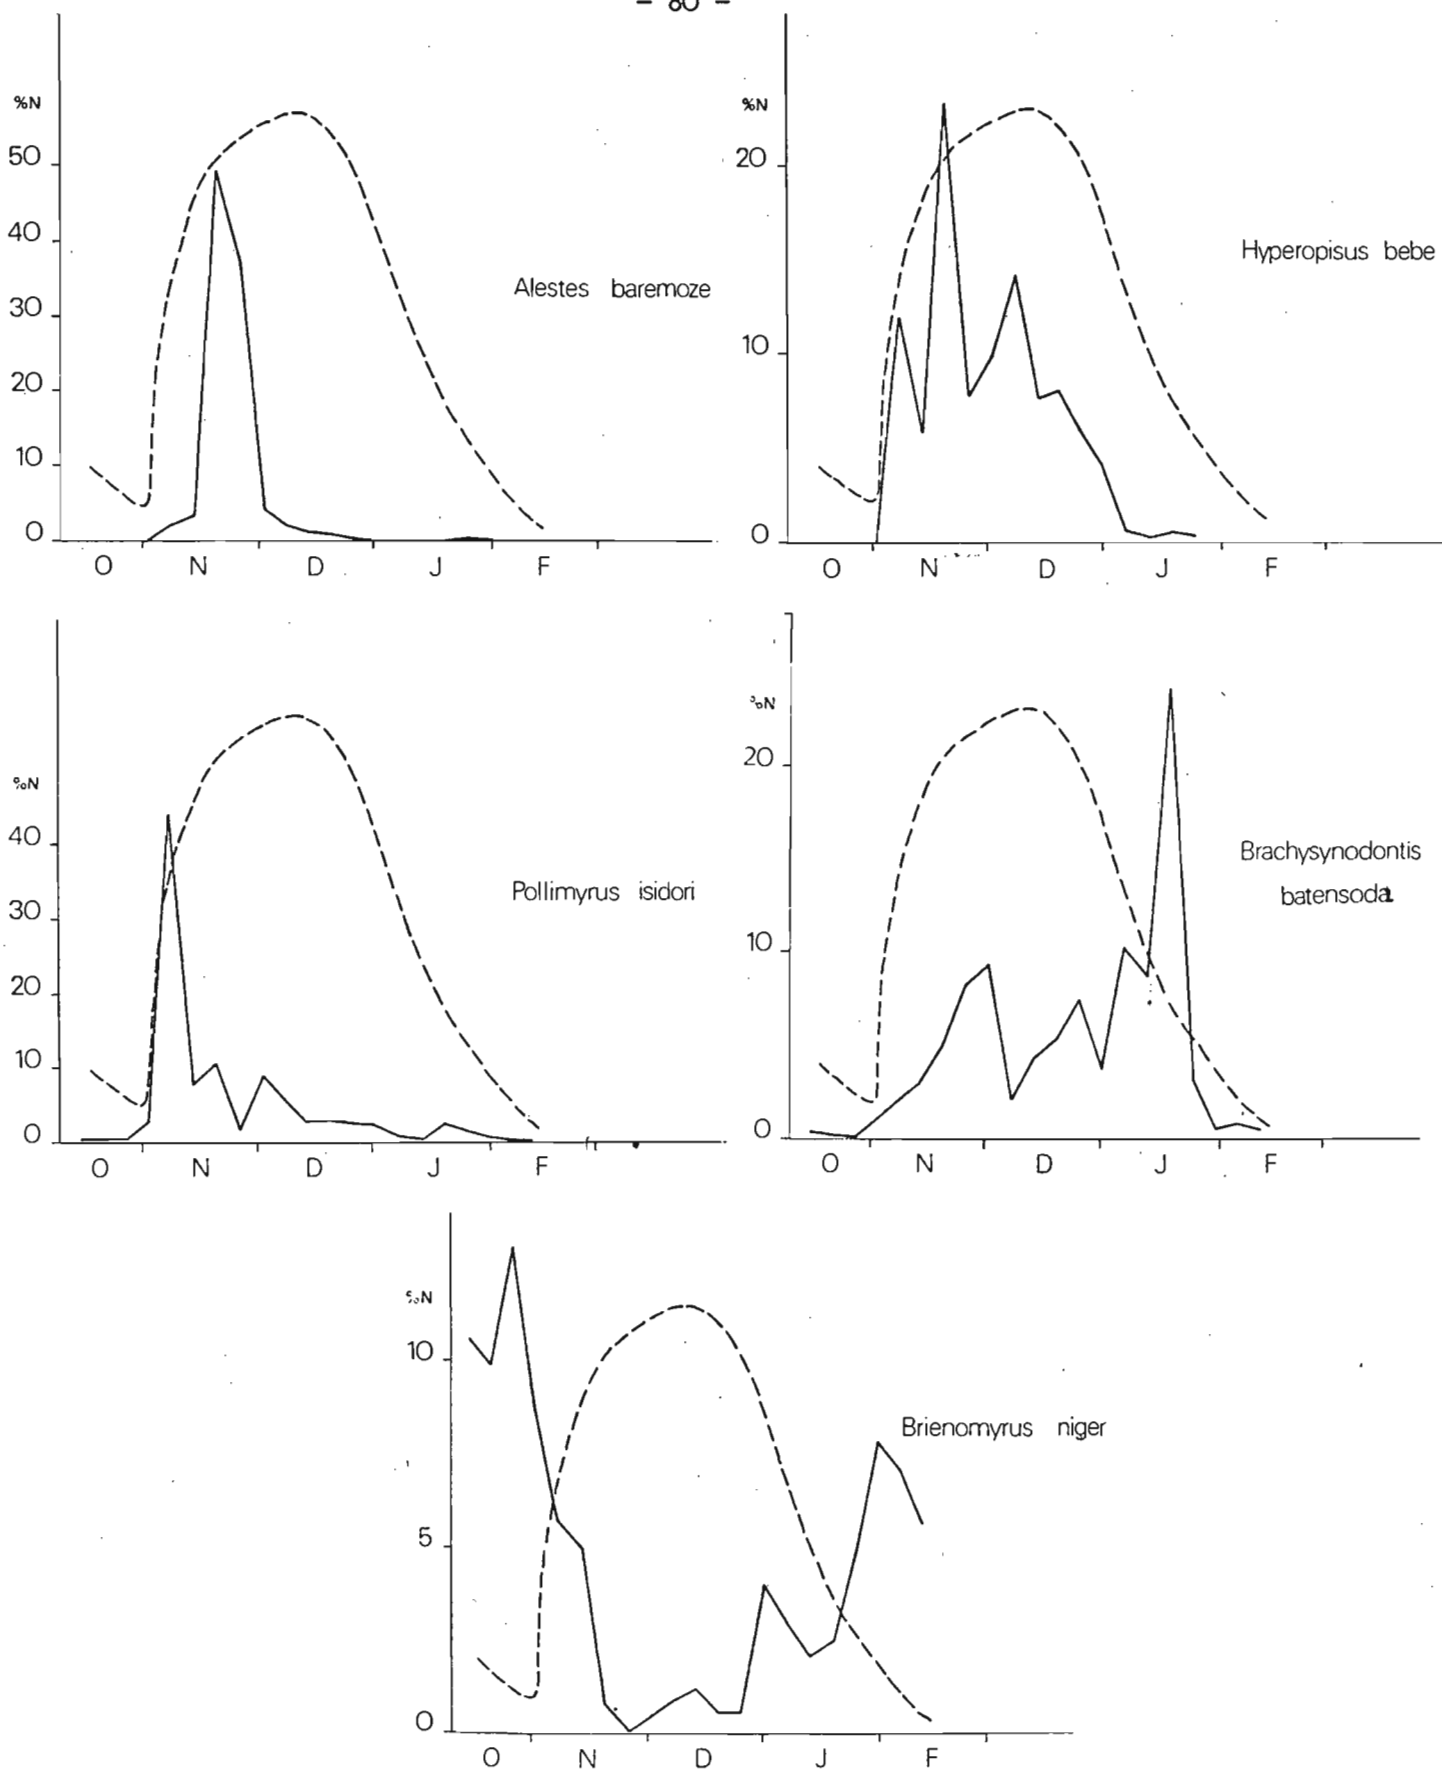 - 80 -
%N
50
40
30
20
10
0
O N D J F
Alestes baremoze
%N
20
10
0
O N D J F
Hyperopisus bebe
%N
40
30
20
10
0
O N D J F
Pollimyrus isidori
%N
20
10
0
O N D J F
Brachysynodontis
batensoda
%N
10
5
0
O N D J F
Brienomyrus niger